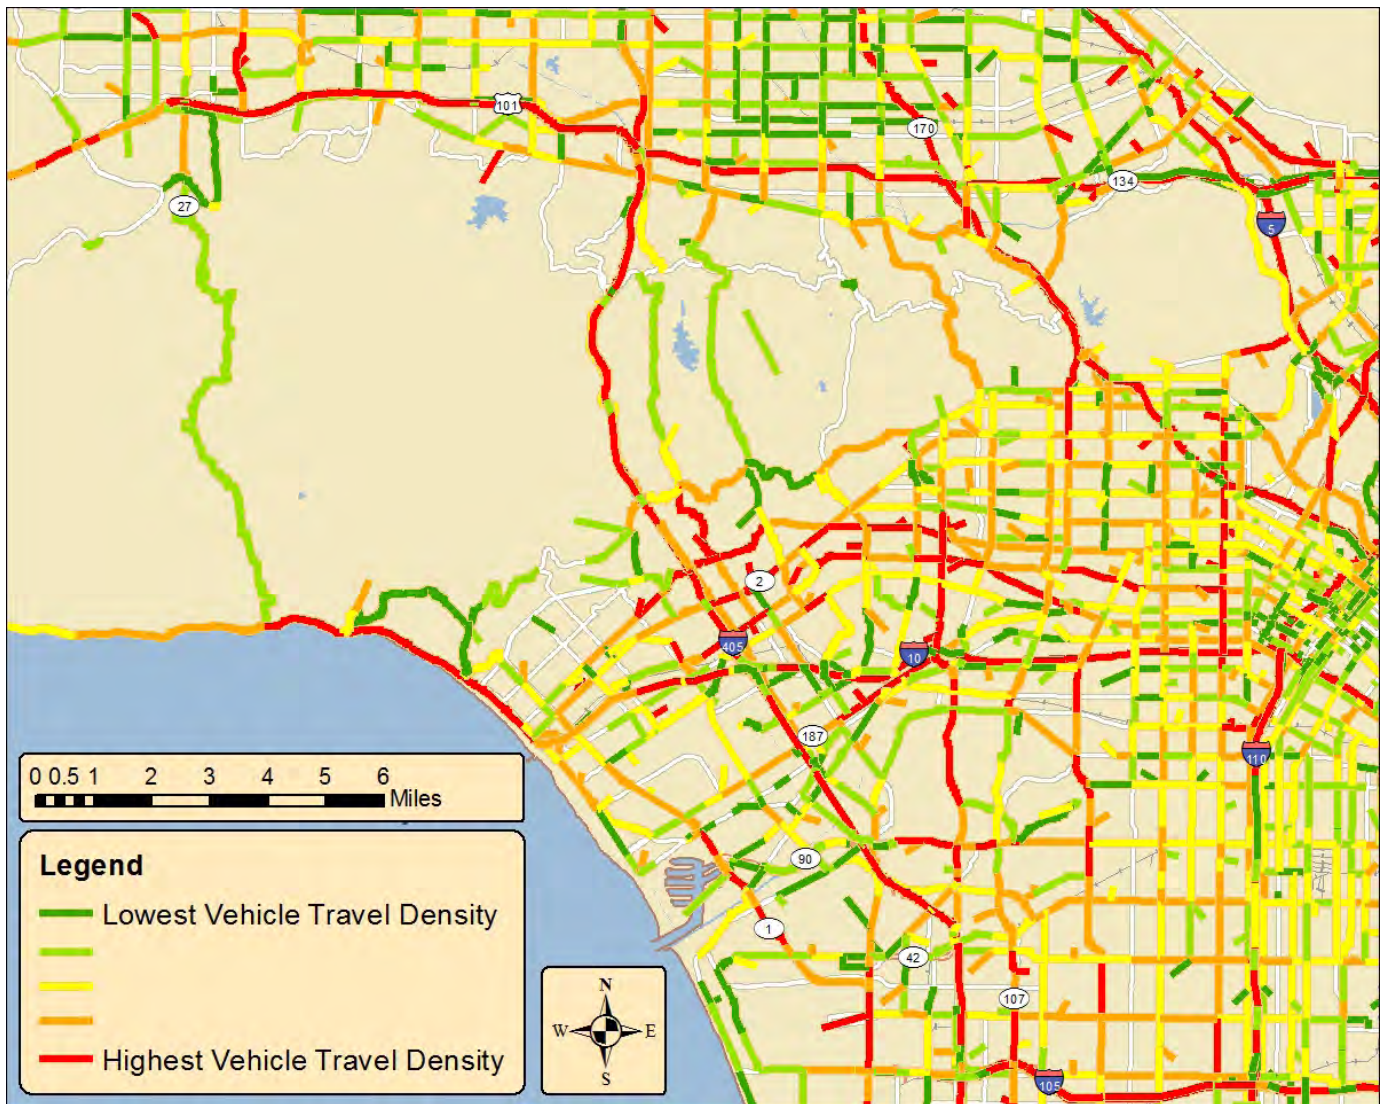 101
170
134
27
5
2
405
10
187
110
90
1
42
107
105
0 0.5 1 2 3 4 5 6
Miles
Legend
Lowest Vehicle Travel Density
Highest Vehicle Travel Density
N
W E
S